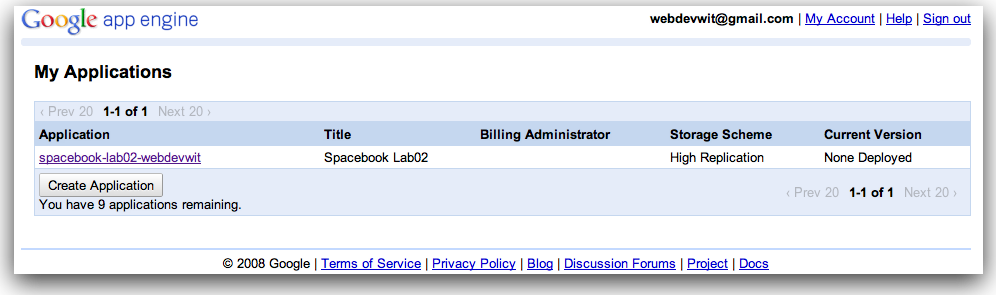 Google app engine
webdevwit@gmail.com | My Account | Help | Sign out
My Applications
‹ Prev 20 1-1 of 1 Next 20 ›
Application Title Billing Administrator Storage Scheme Current Version
spacebook-lab02-webdevwit Spacebook Lab02 High Replication None Deployed
Create Application
‹ Prev 20 1-1 of 1 Next 20 ›
You have 9 applications remaining.
© 2008 Google | Terms of Service | Privacy Policy | Blog | Discussion Forums | Project | Docs